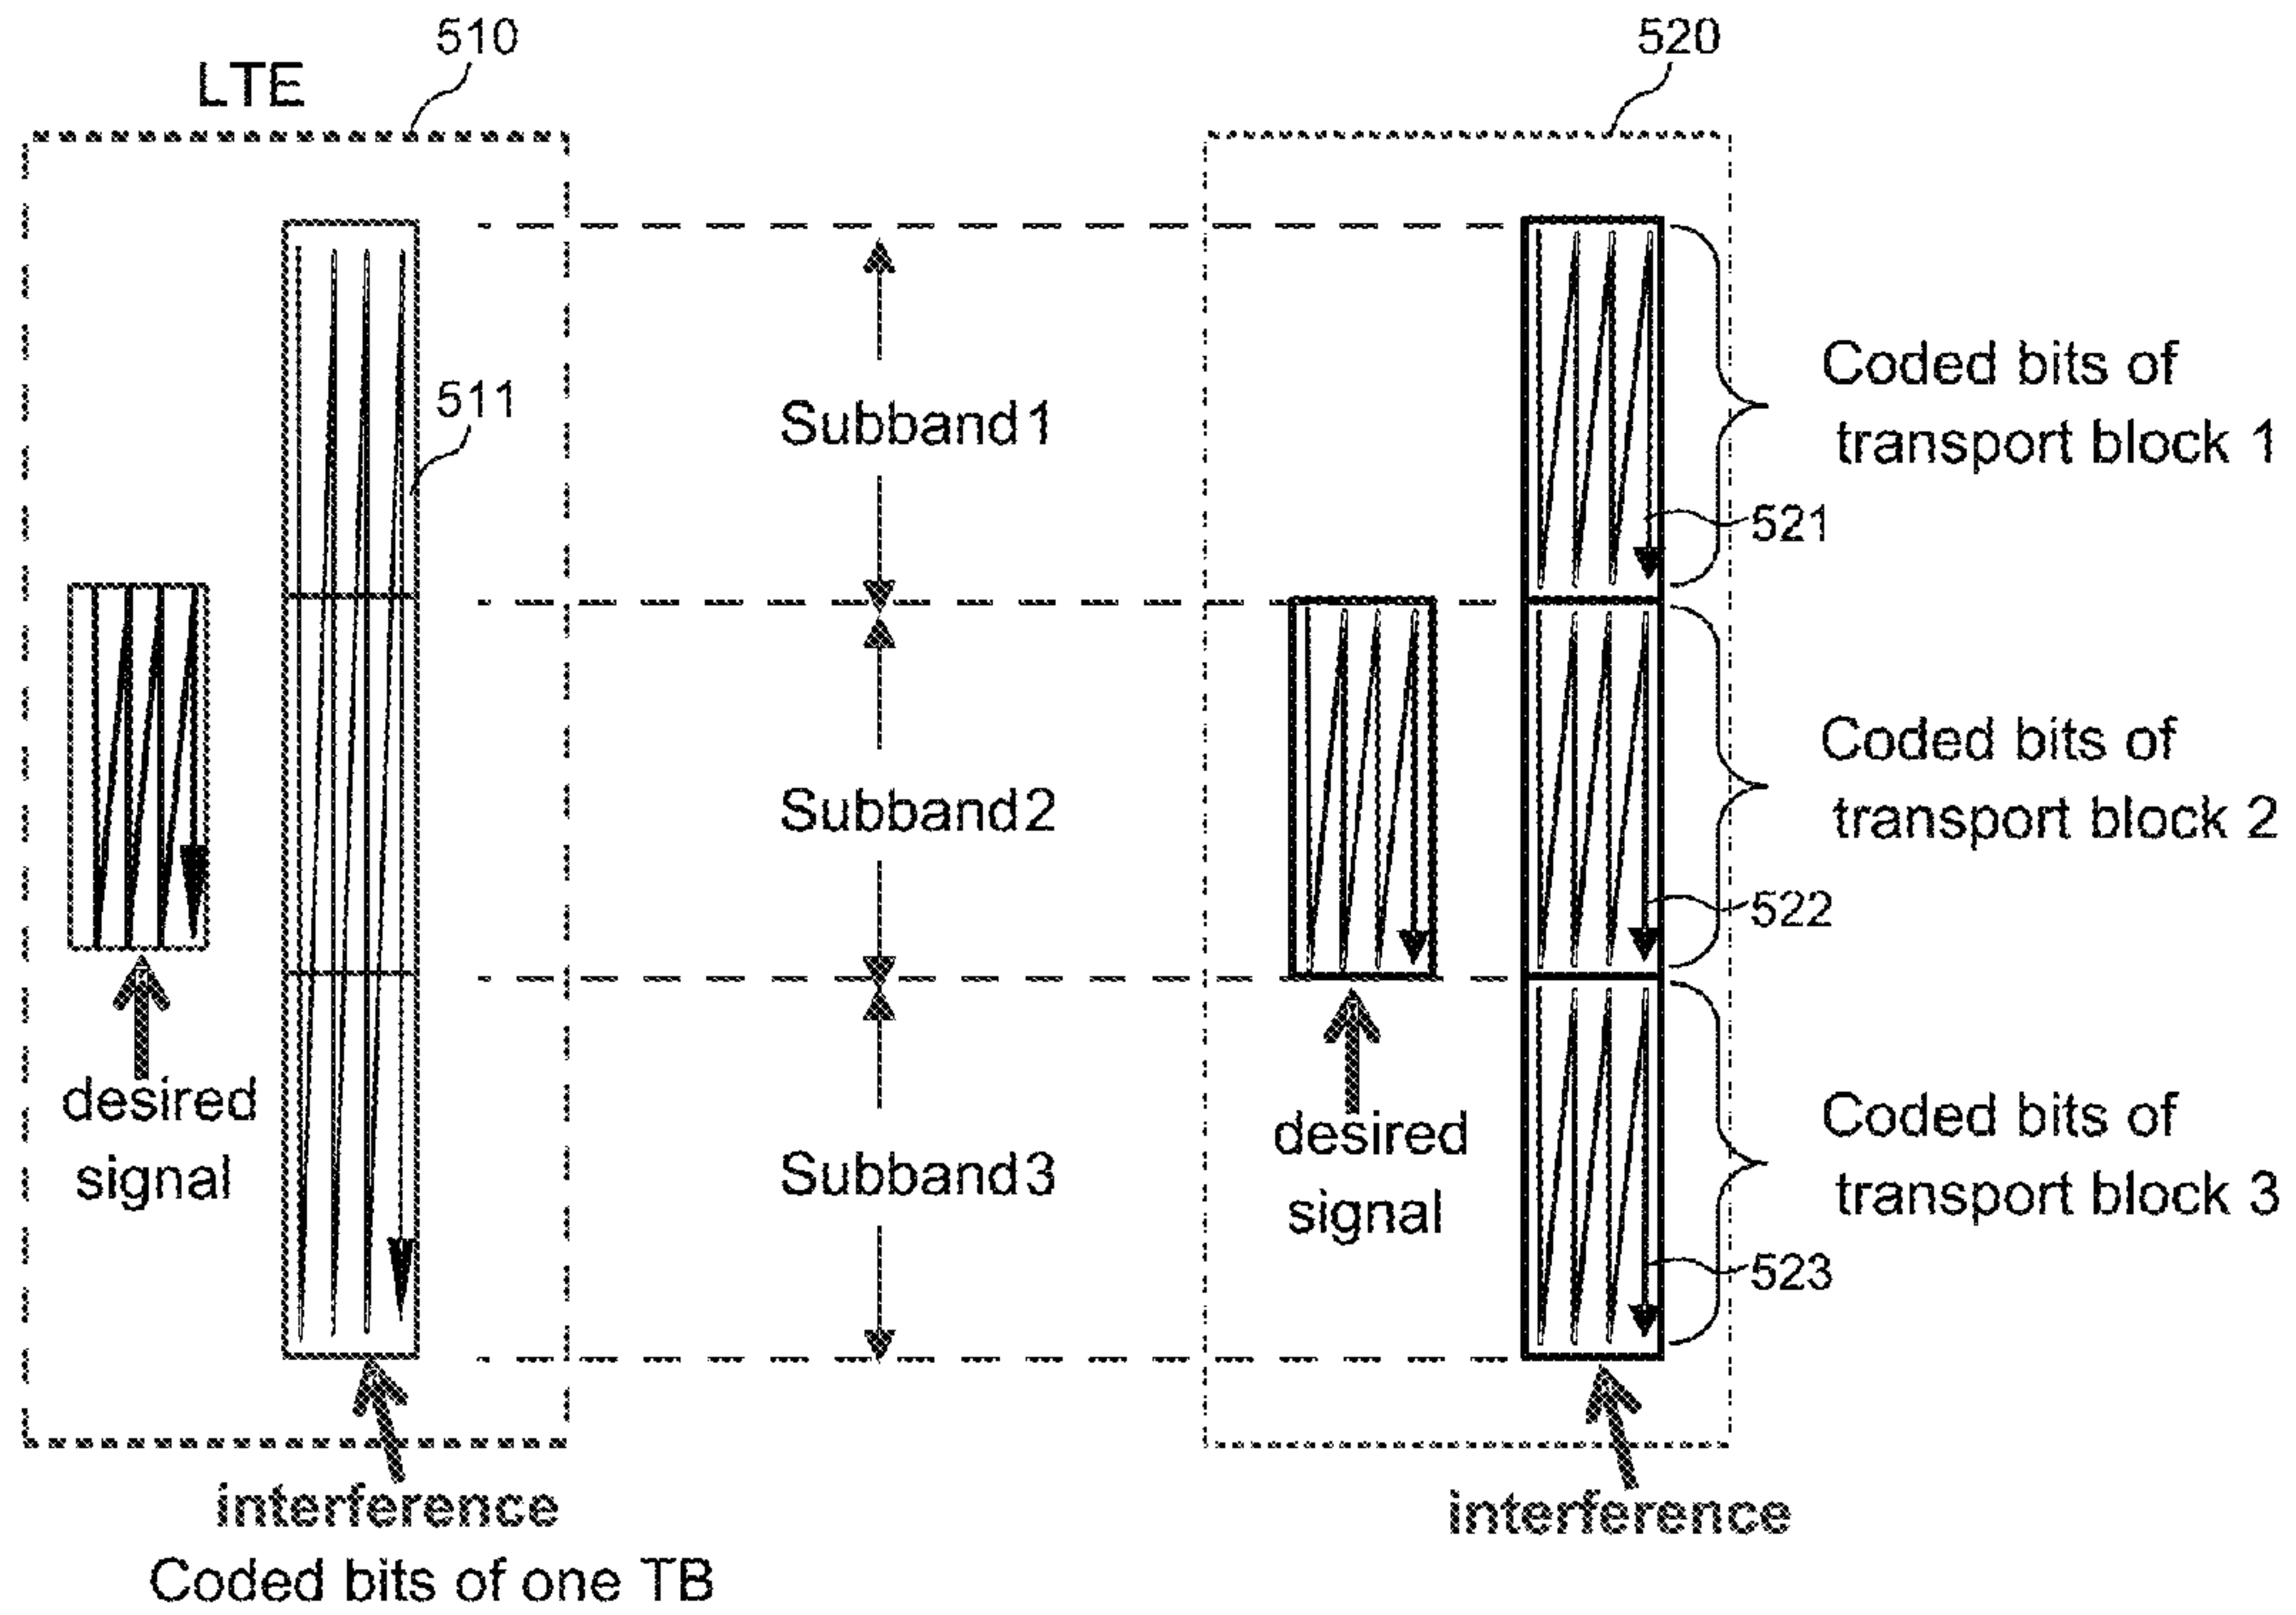 510
520
LTE
511
Subband1
Coded bits of
transport block 1
521
Subband2
Coded bits of
transport block 2
522
desired
signal
desired
signal
Subband3
Coded bits of
transport block 3
523
interference
Coded bits of one TB
interference